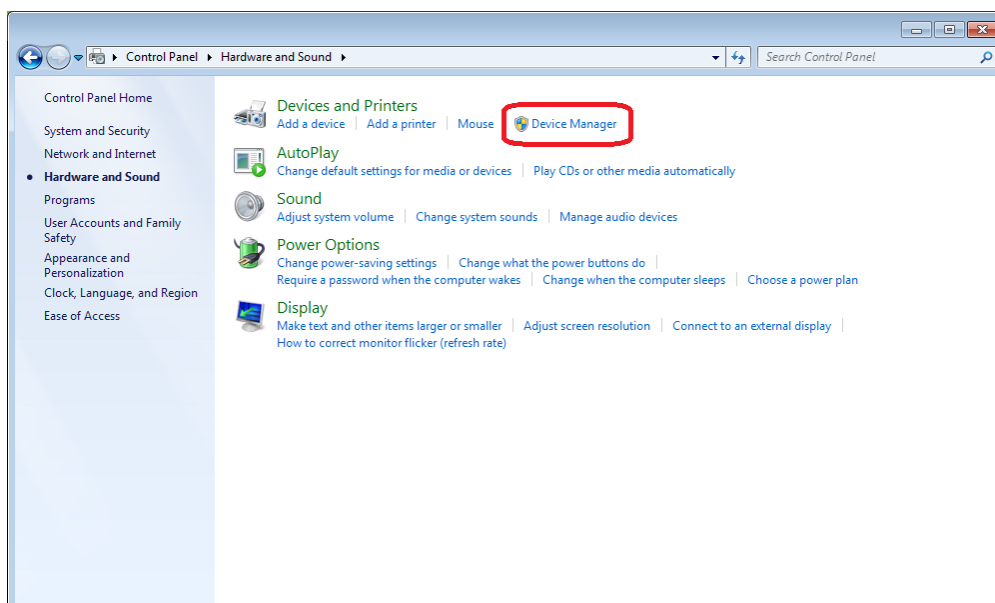 Control Panel Hardware and Sound Search Control Panel
Control Panel Home
System and Security
Network and Internet
Hardware and Sound
Programs
User Accounts and Family
Safety
Appearance and
Personalization
Clock, Language, and Region
Ease of Access
Devices and Printers
Add a device Add a printer Mouse Device Manager
AutoPlay
Change default settings for media or devices Play CDs or other media automatically
Sound
Adjust system volume Change system sounds Manage audio devices
Power Options
Change power-saving settings Change what the power buttons do
Require a password when the computer wakes Change when the computer sleeps Choose a power plan
Display
Make text and other items larger or smaller Adjust screen resolution Connect to an external display
How to correct monitor flicker (refresh rate)